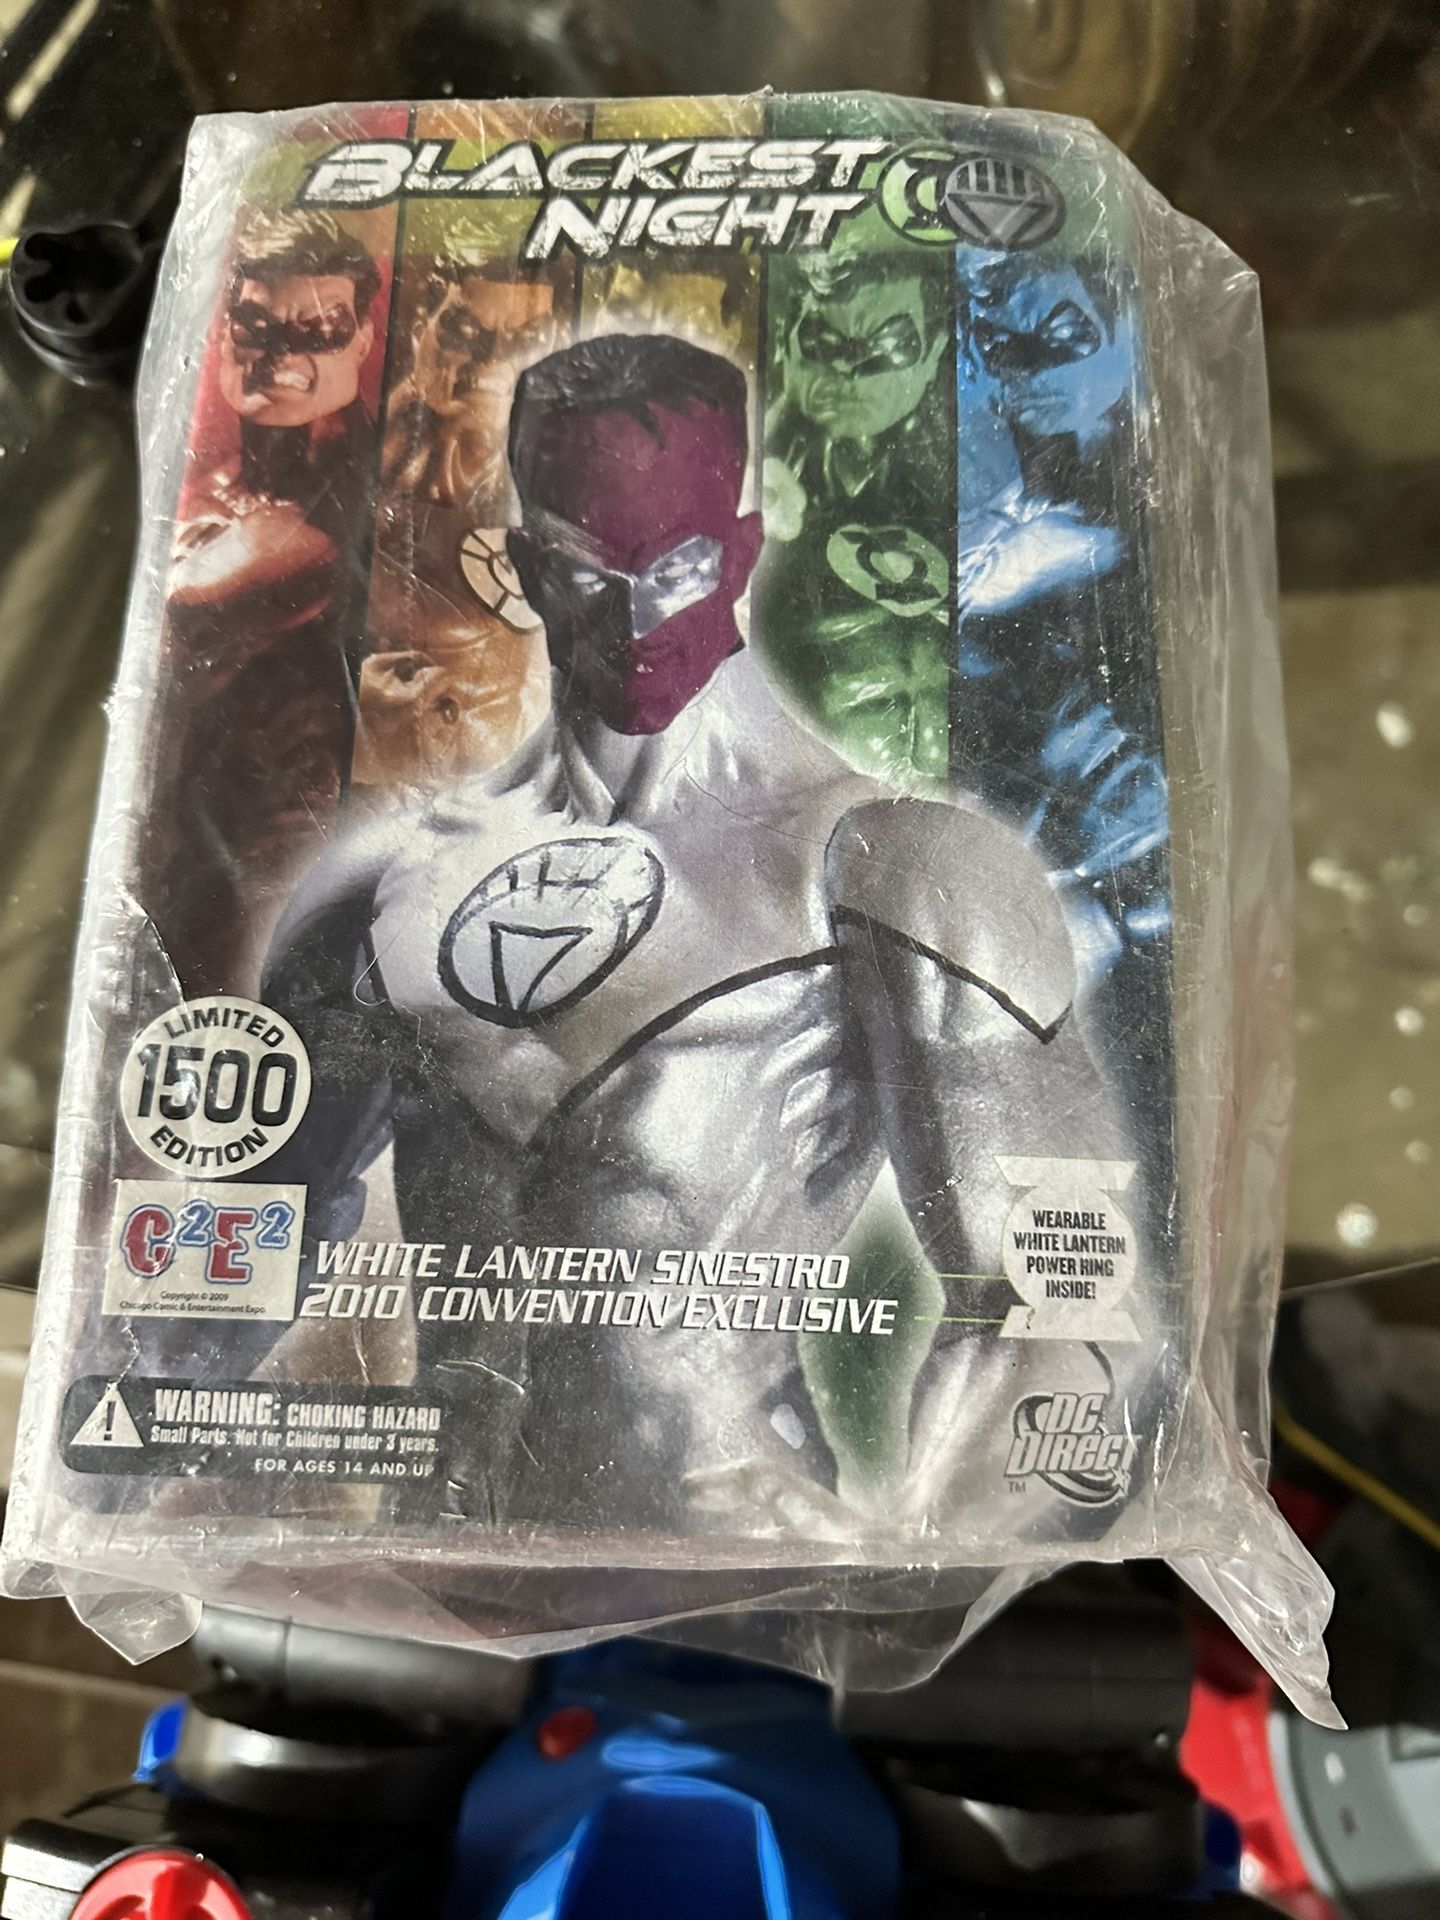 BLACKEST
NIGHT
LIMITED
1500
EDITION
C2E2
Copyright © 2009
Chicago Comic & Entertainment Expo.
WHITE LANTERN SINESTRO
2010 CONVENTION EXCLUSIVE
WEARABLE
WHITE LANTERN
POWER RING
INSIDE!
WARNING: CHOKING HAZARD
Small Parts. Not for Children under 3 years.
FOR AGES 14 AND UP
DC
DIRECT
TM